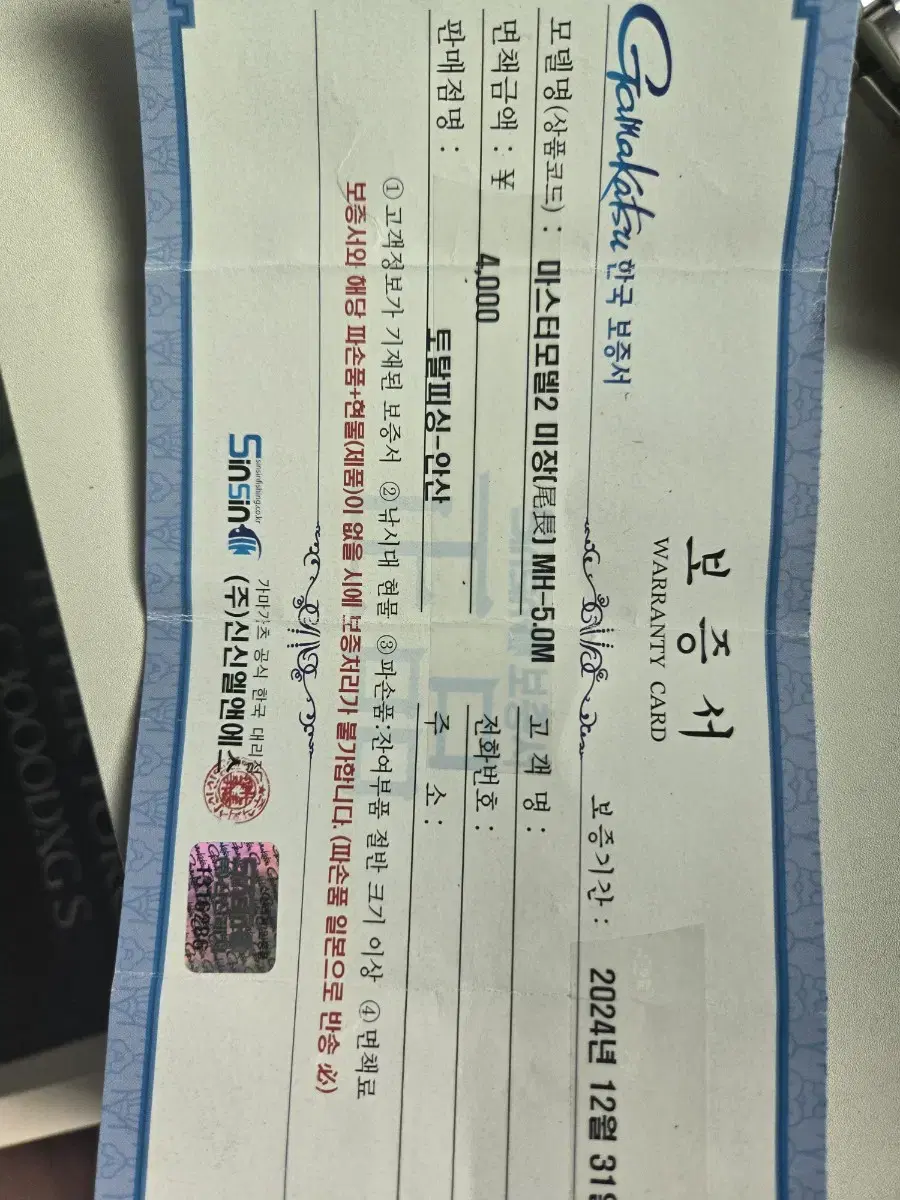 보증서
WARRANTY CARD
Gamakatsu 한국 보증서
보증기간 : 2024년 12월 31일
모델명(상품코드) : 마스터모델2 미장(尾長) MH-5.0M
고 객 명 :
면책금액 : ¥ 4,000
전화번호 :
판매점명 : 토탈피싱-안산
주 소 :
① 고객정보가 기재된 보증서 ② 낚시대 현물 ③ 파손품:잔여부품 절반 크기 이상 ④ 면책료
보증서와 해당 파손품+현물(제품)이 없을 시에 보증처리가 불가합니다. (파손품 일본으로 반송 必)
sinsinfishing.co.kr
SinSin
가마가츠 공식 한국 대리점
(주)신신엘앤에스